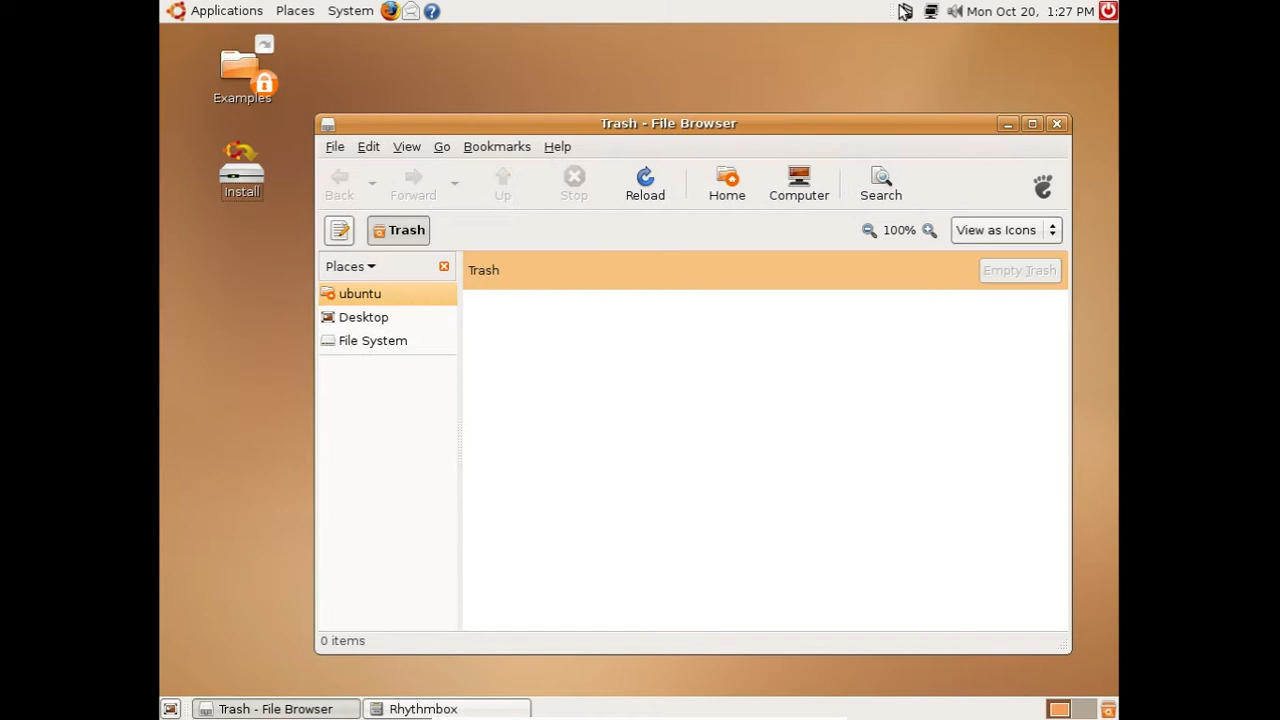 Applications Places System Mon Oct 20, 1:27 PM
Examples
Install
Trash - File Browser
File Edit View Go Bookmarks Help
Back Forward Up Stop Reload Home Computer Search
Trash 100% View as Icons
Places
Trash Empty Trash
ubuntu
Desktop
File System
0 items
Trash - File Browser Rhythmbox